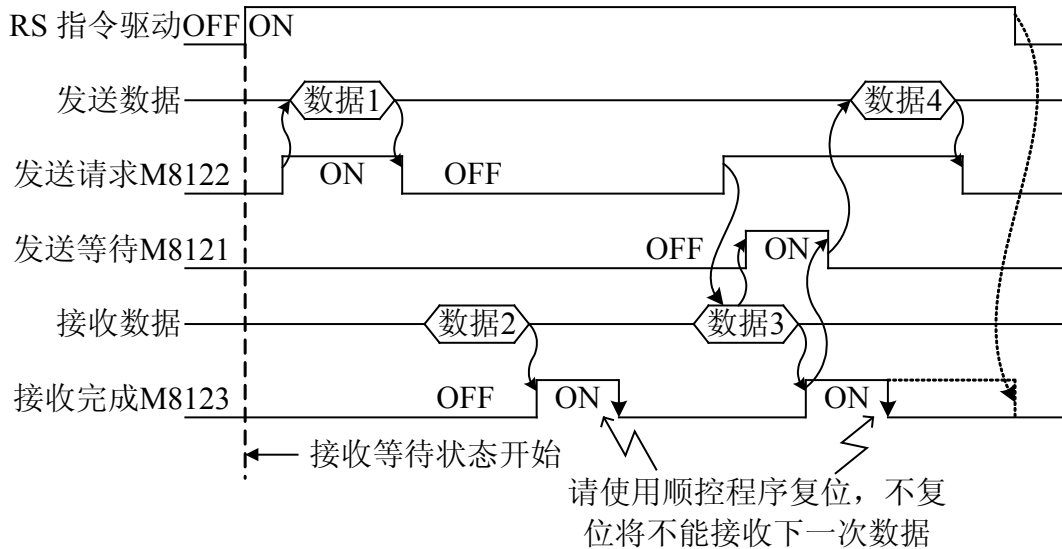 RS 指令驱动OFF ON
发送数据 数据1 数据4
发送请求M8122 ON OFF
发送等待M8121 OFF ON
接收数据 数据2 数据3
接收完成M8123 OFF ON ON
接收等待状态开始
请使用顺控程序复位，不复
位将不能接收下一次数据